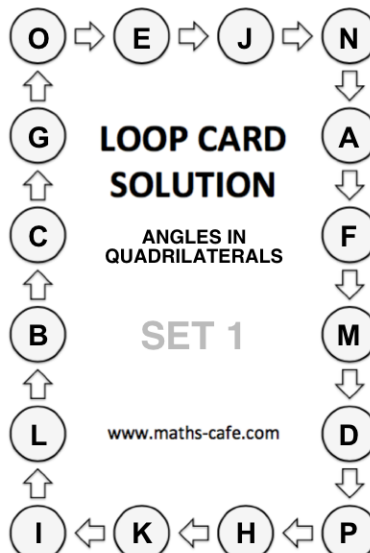 O E J N
G LOOP CARD A
SOLUTION
C ANGLES IN F
QUADRILATERALS
B SET 1 M
L www.maths-cafe.com D
I K H P